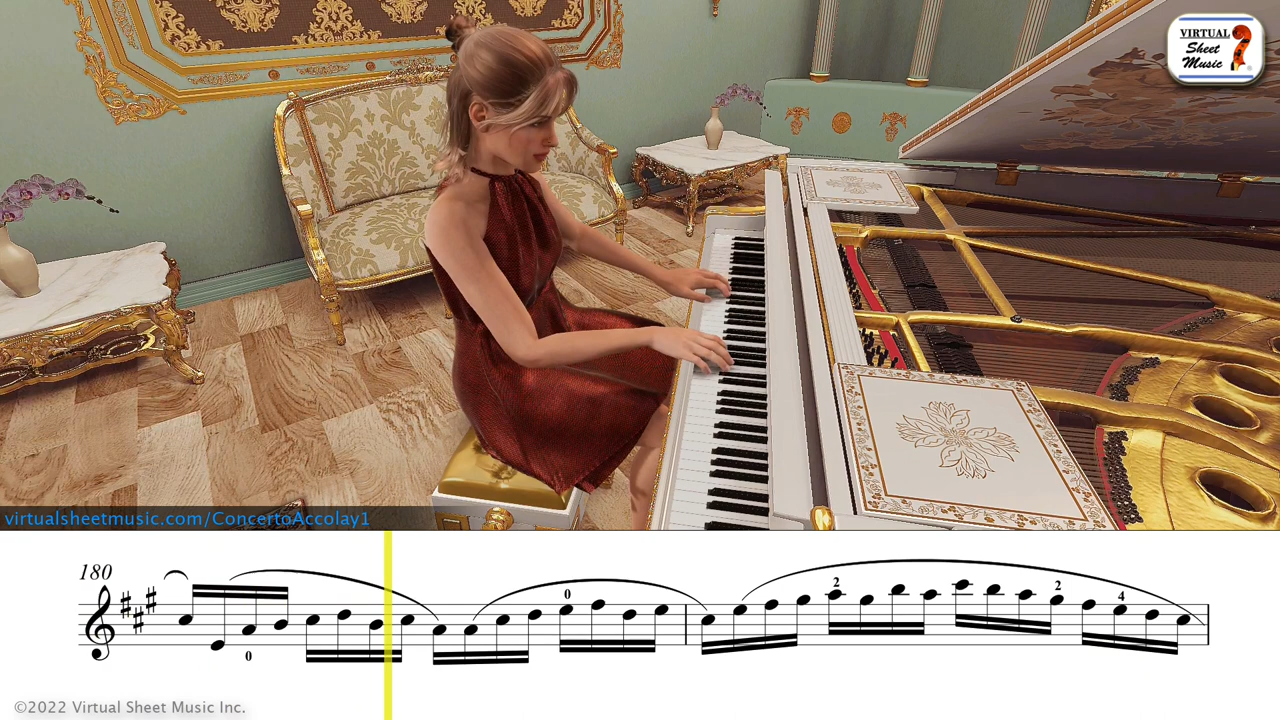 VIRTUAL
Sheet
Music
virtualsheetmusic.com/ConcertoAccolay1
180
0
0
2
2
4
©2022 Virtual Sheet Music Inc.